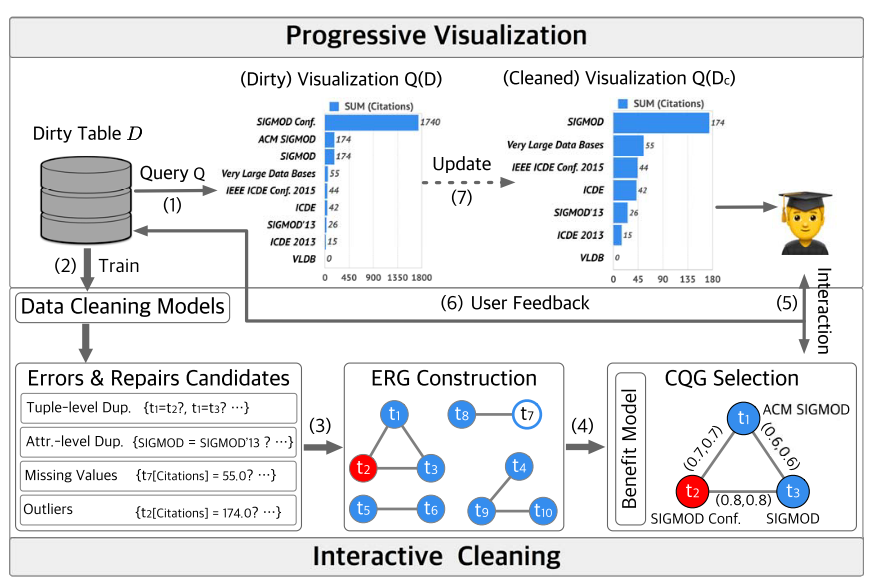 Progressive Visualization
(Dirty) Visualization Q(D)
(Cleaned) Visualization Q(Dc)
Dirty Table D
Query Q
(1)
SUM (Citations)
SIGMOD Conf.
1740
ACM SIGMOD
174
SIGMOD
174
Very Large Data Bases
55
IEEE ICDE Conf. 2015
44
ICDE
42
SIGMOD'13
26
ICDE 2013
15
VLDB
0
0 450 900 1350 1800
Update
(7)
SUM (Citations)
SIGMOD
174
Very Large Data Bases
55
IEEE ICDE Conf. 2015
44
ICDE
42
SIGMOD'13
26
ICDE 2013
15
VLDB
0
0 45 90 135 180
(2) Train
(6) User Feedback
(5)
Interaction
Data Cleaning Models
Errors & Repairs Candidates
Tuple-level Dup. {t1=t2?, t1=t3? ⋯}
Attr.-level Dup. {SIGMOD = SIGMOD'13 ? ⋯}
Missing Values {t7[Citations] = 55.0? ⋯}
Outliers {t2[Citations] = 174.0? ⋯}
(3)
ERG Construction
t1
t2
t3
t8
t7
t4
t5
t6
t9
t10
(4)
CQG Selection
Benefit Model
t1
ACM SIGMOD
(0.7,0.7)
(0.6,0.6)
t2
(0.8,0.8)
t3
SIGMOD Conf.
SIGMOD
Interactive Cleaning